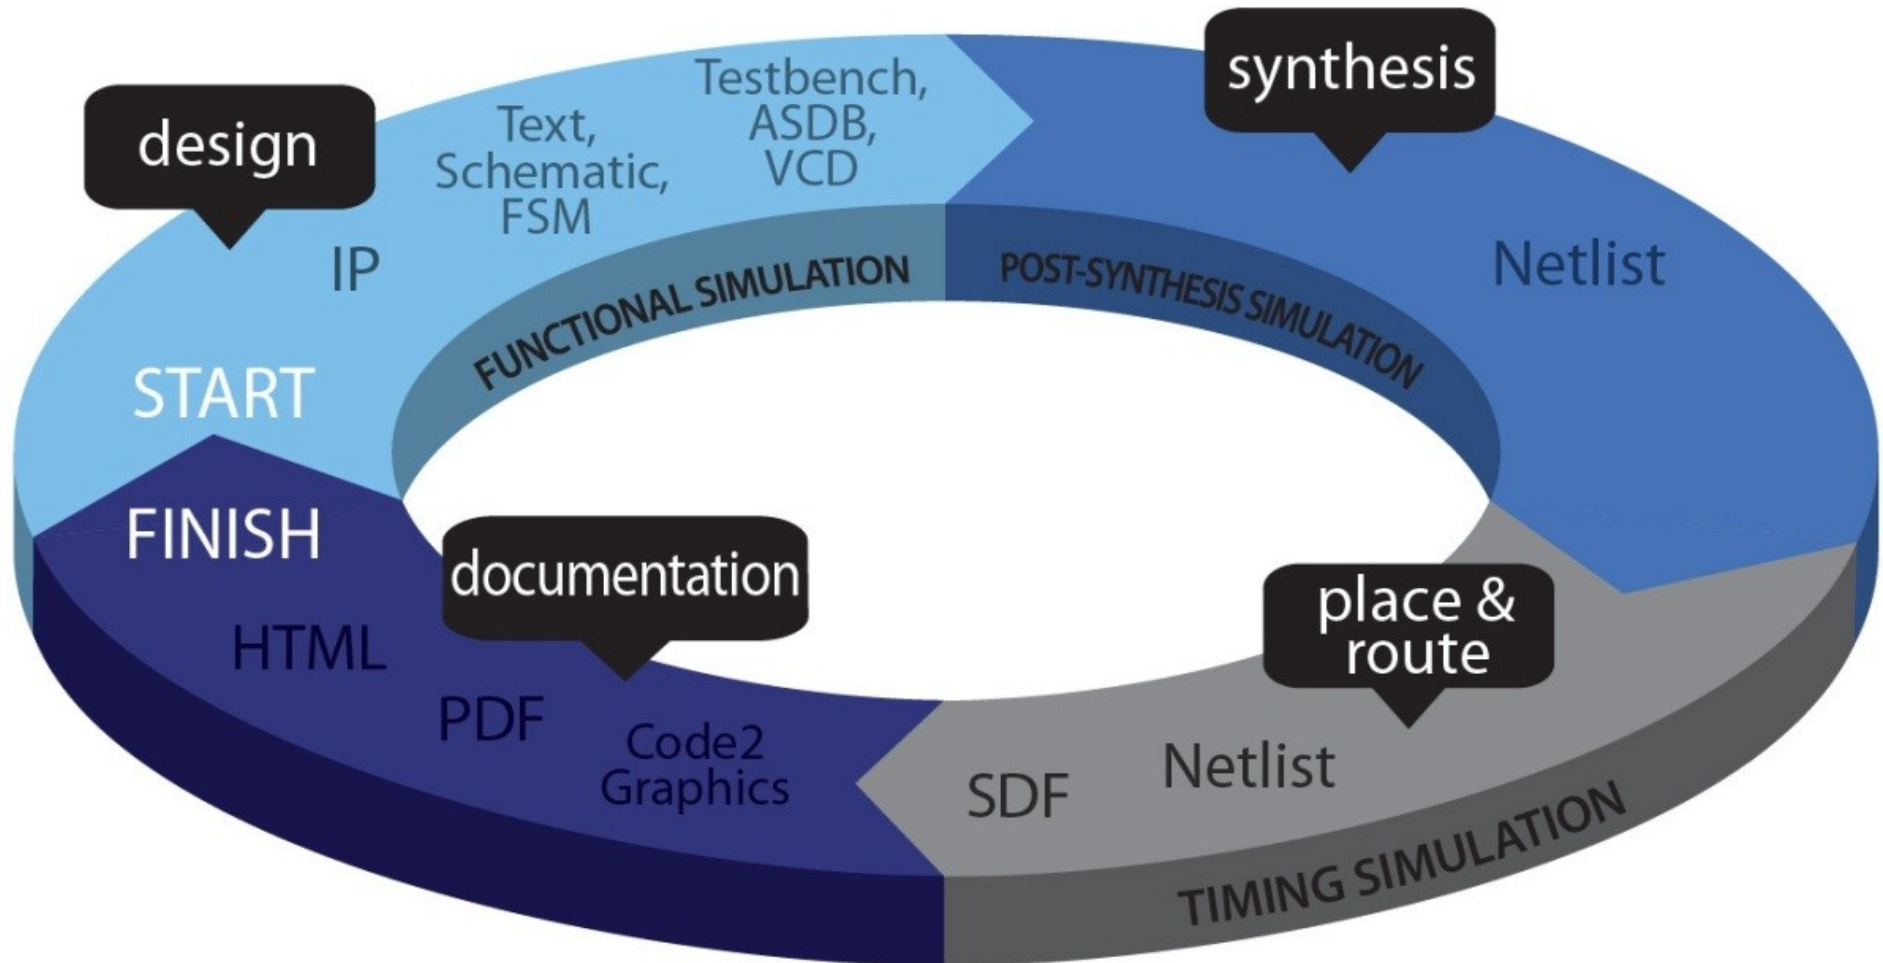 design
START
IP
Text,
Schematic,
FSM
Testbench,
ASDB,
VCD
FUNCTIONAL SIMULATION
synthesis
Netlist
POST-SYNTHESIS SIMULATION
place &
route
Netlist
SDF
TIMING SIMULATION
documentation
Code2
Graphics
PDF
HTML
FINISH